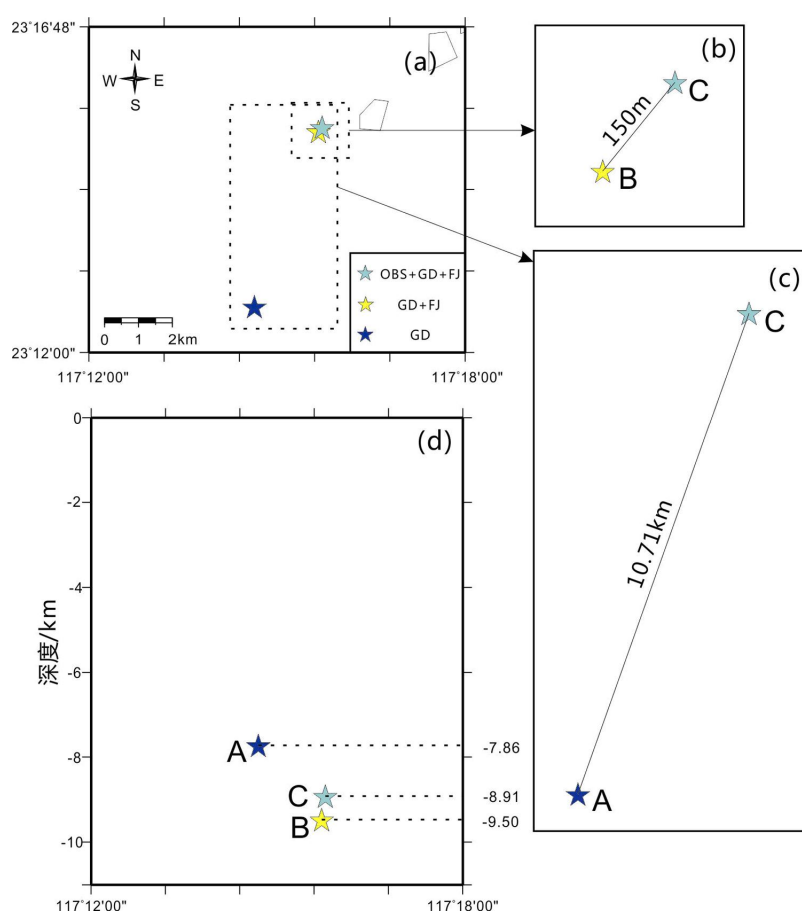 23°16'48"
(a)
N
W E
S
OBS+GD+FJ
GD+FJ
GD
0 1 2km
23°12'00"
117°12'00" 117°18'00"
(b)
C
150m
B
(c)
C
10.71km
A
(d)
0
-2
-4
-6
-8
-10
深度/km
A
C
B
-7.86
-8.91
-9.50
117°12'00" 117°18'00"